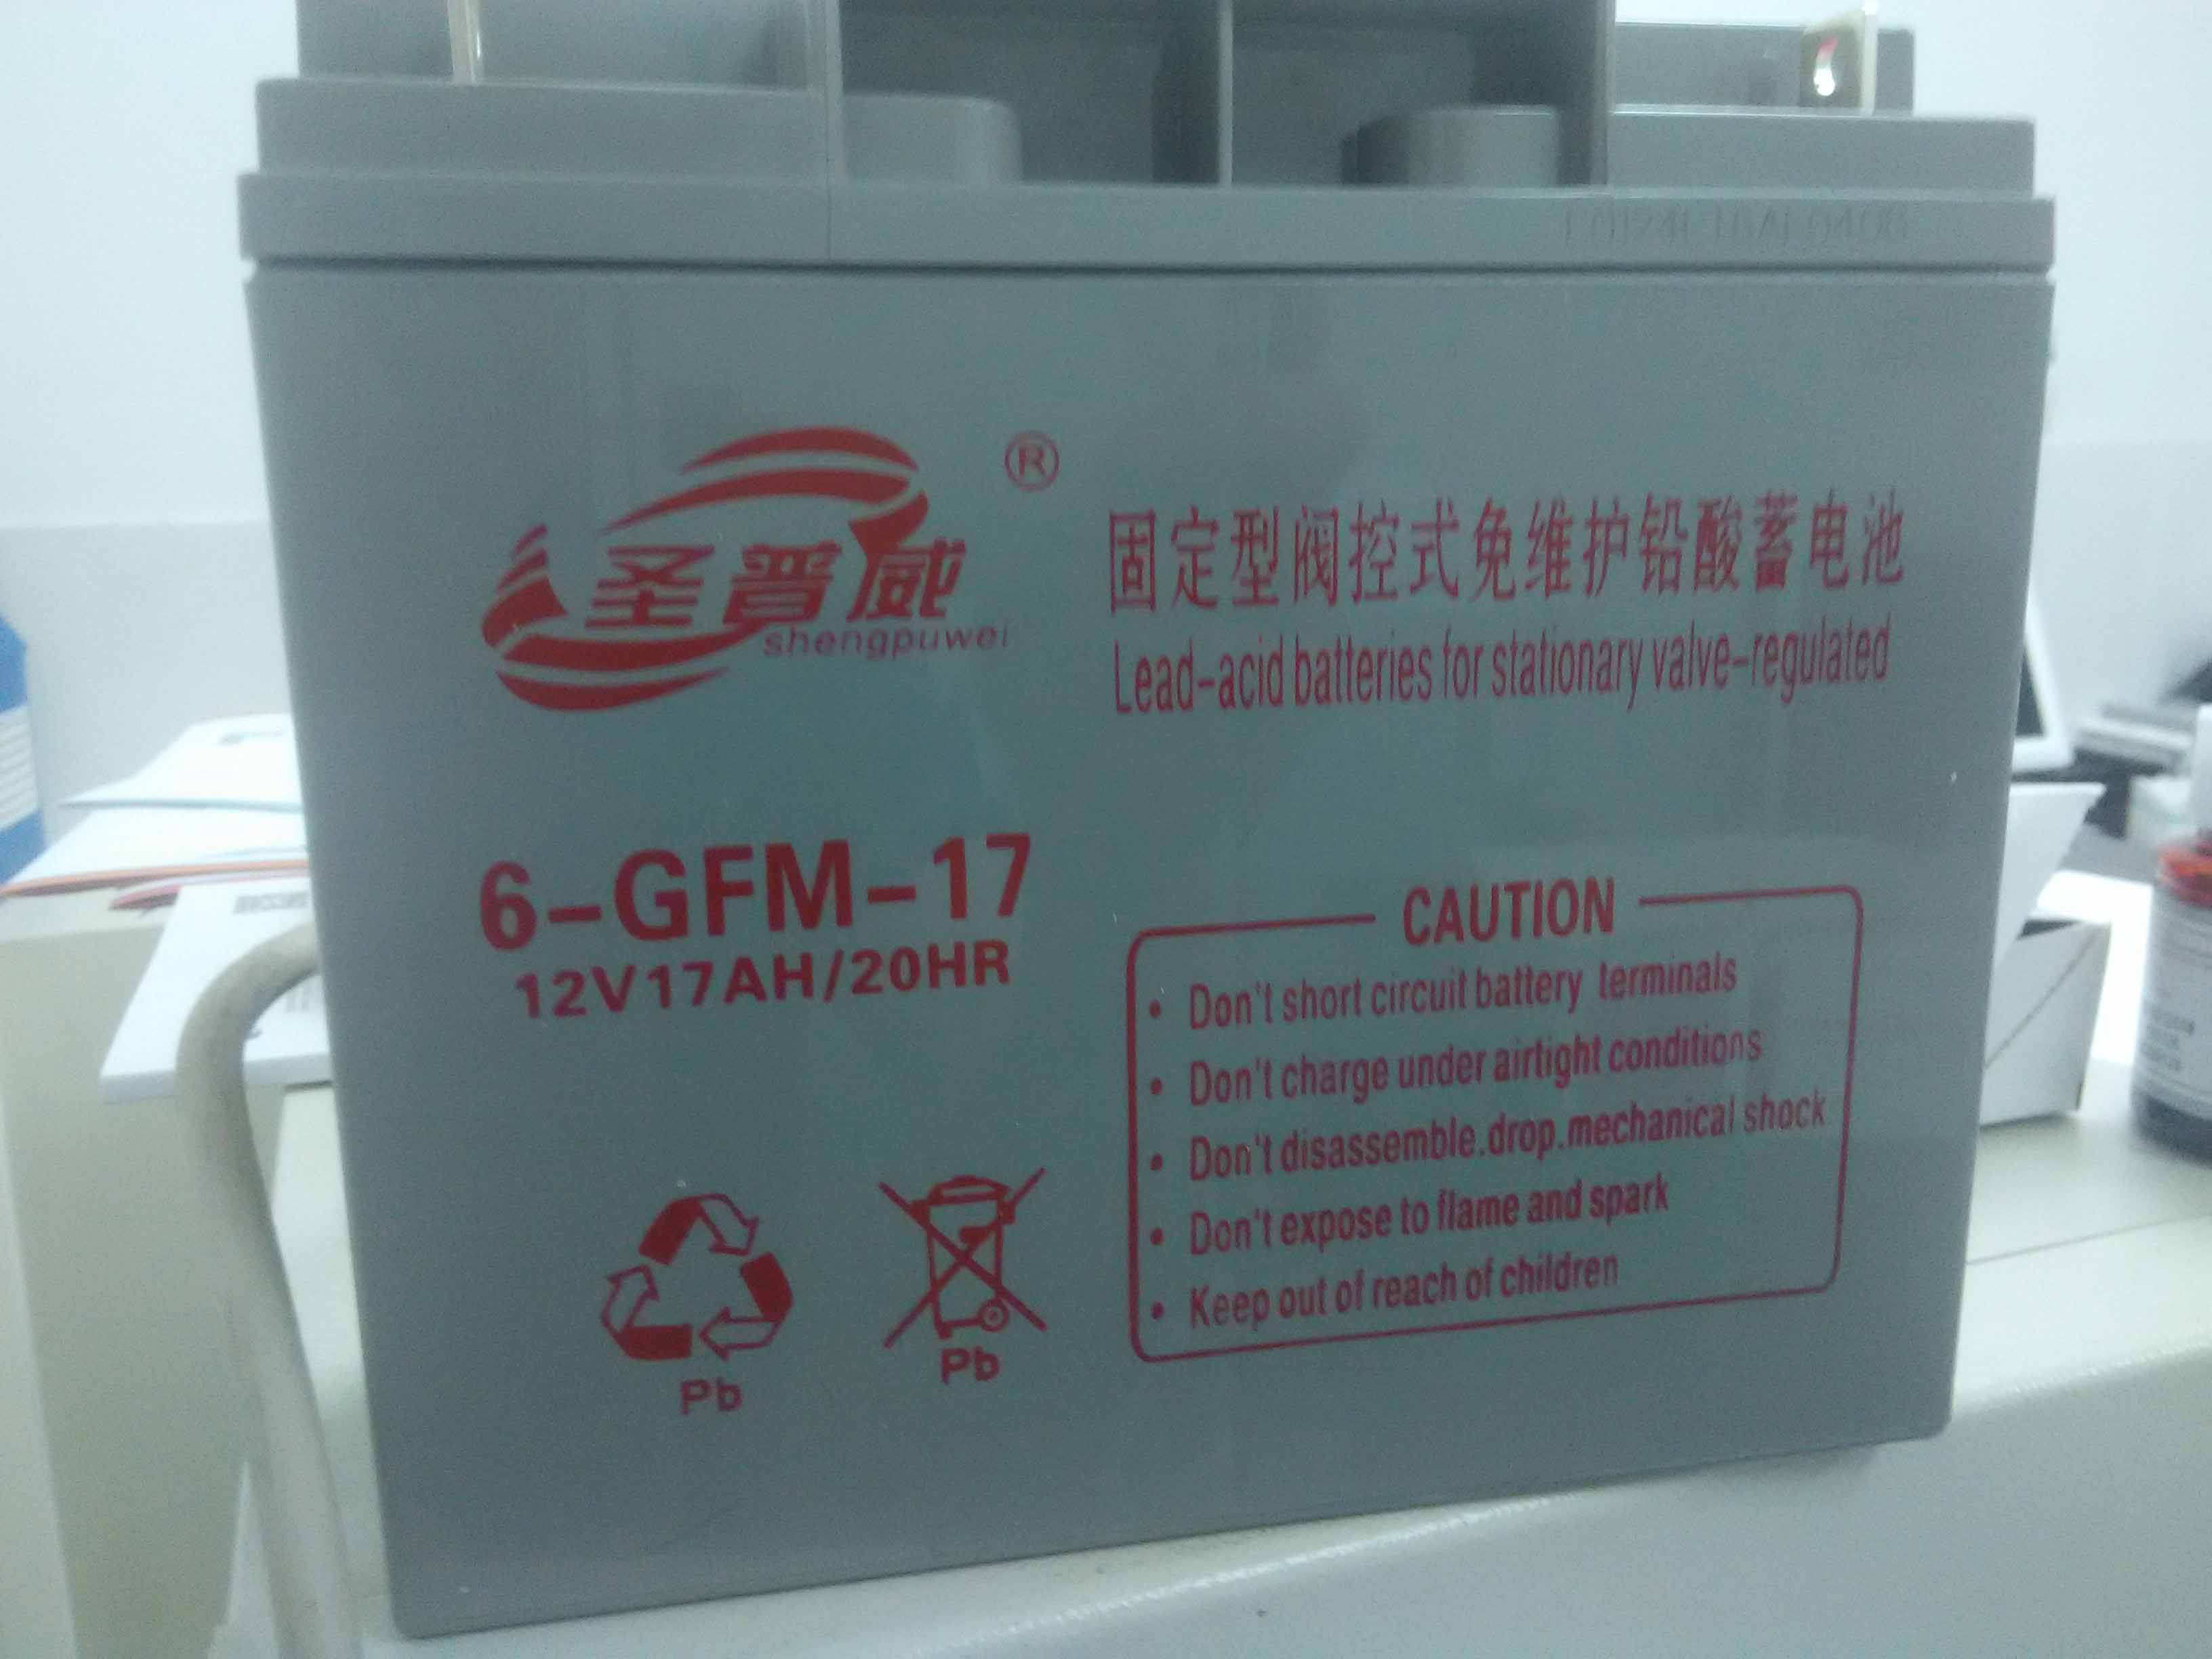 ®
圣普威
shengpuwei
固定型阀控式免维护铅酸蓄电池
Lead-acid batteries for stationary valve-regulated
6-GFM-17
12V17AH/20HR
CAUTION
• Don't short circuit battery terminals
• Don't charge under airtight conditions
• Don't disassemble.drop.mechanical shock
• Don't expose to flame and spark
• Keep out of reach of children
Pb
Pb